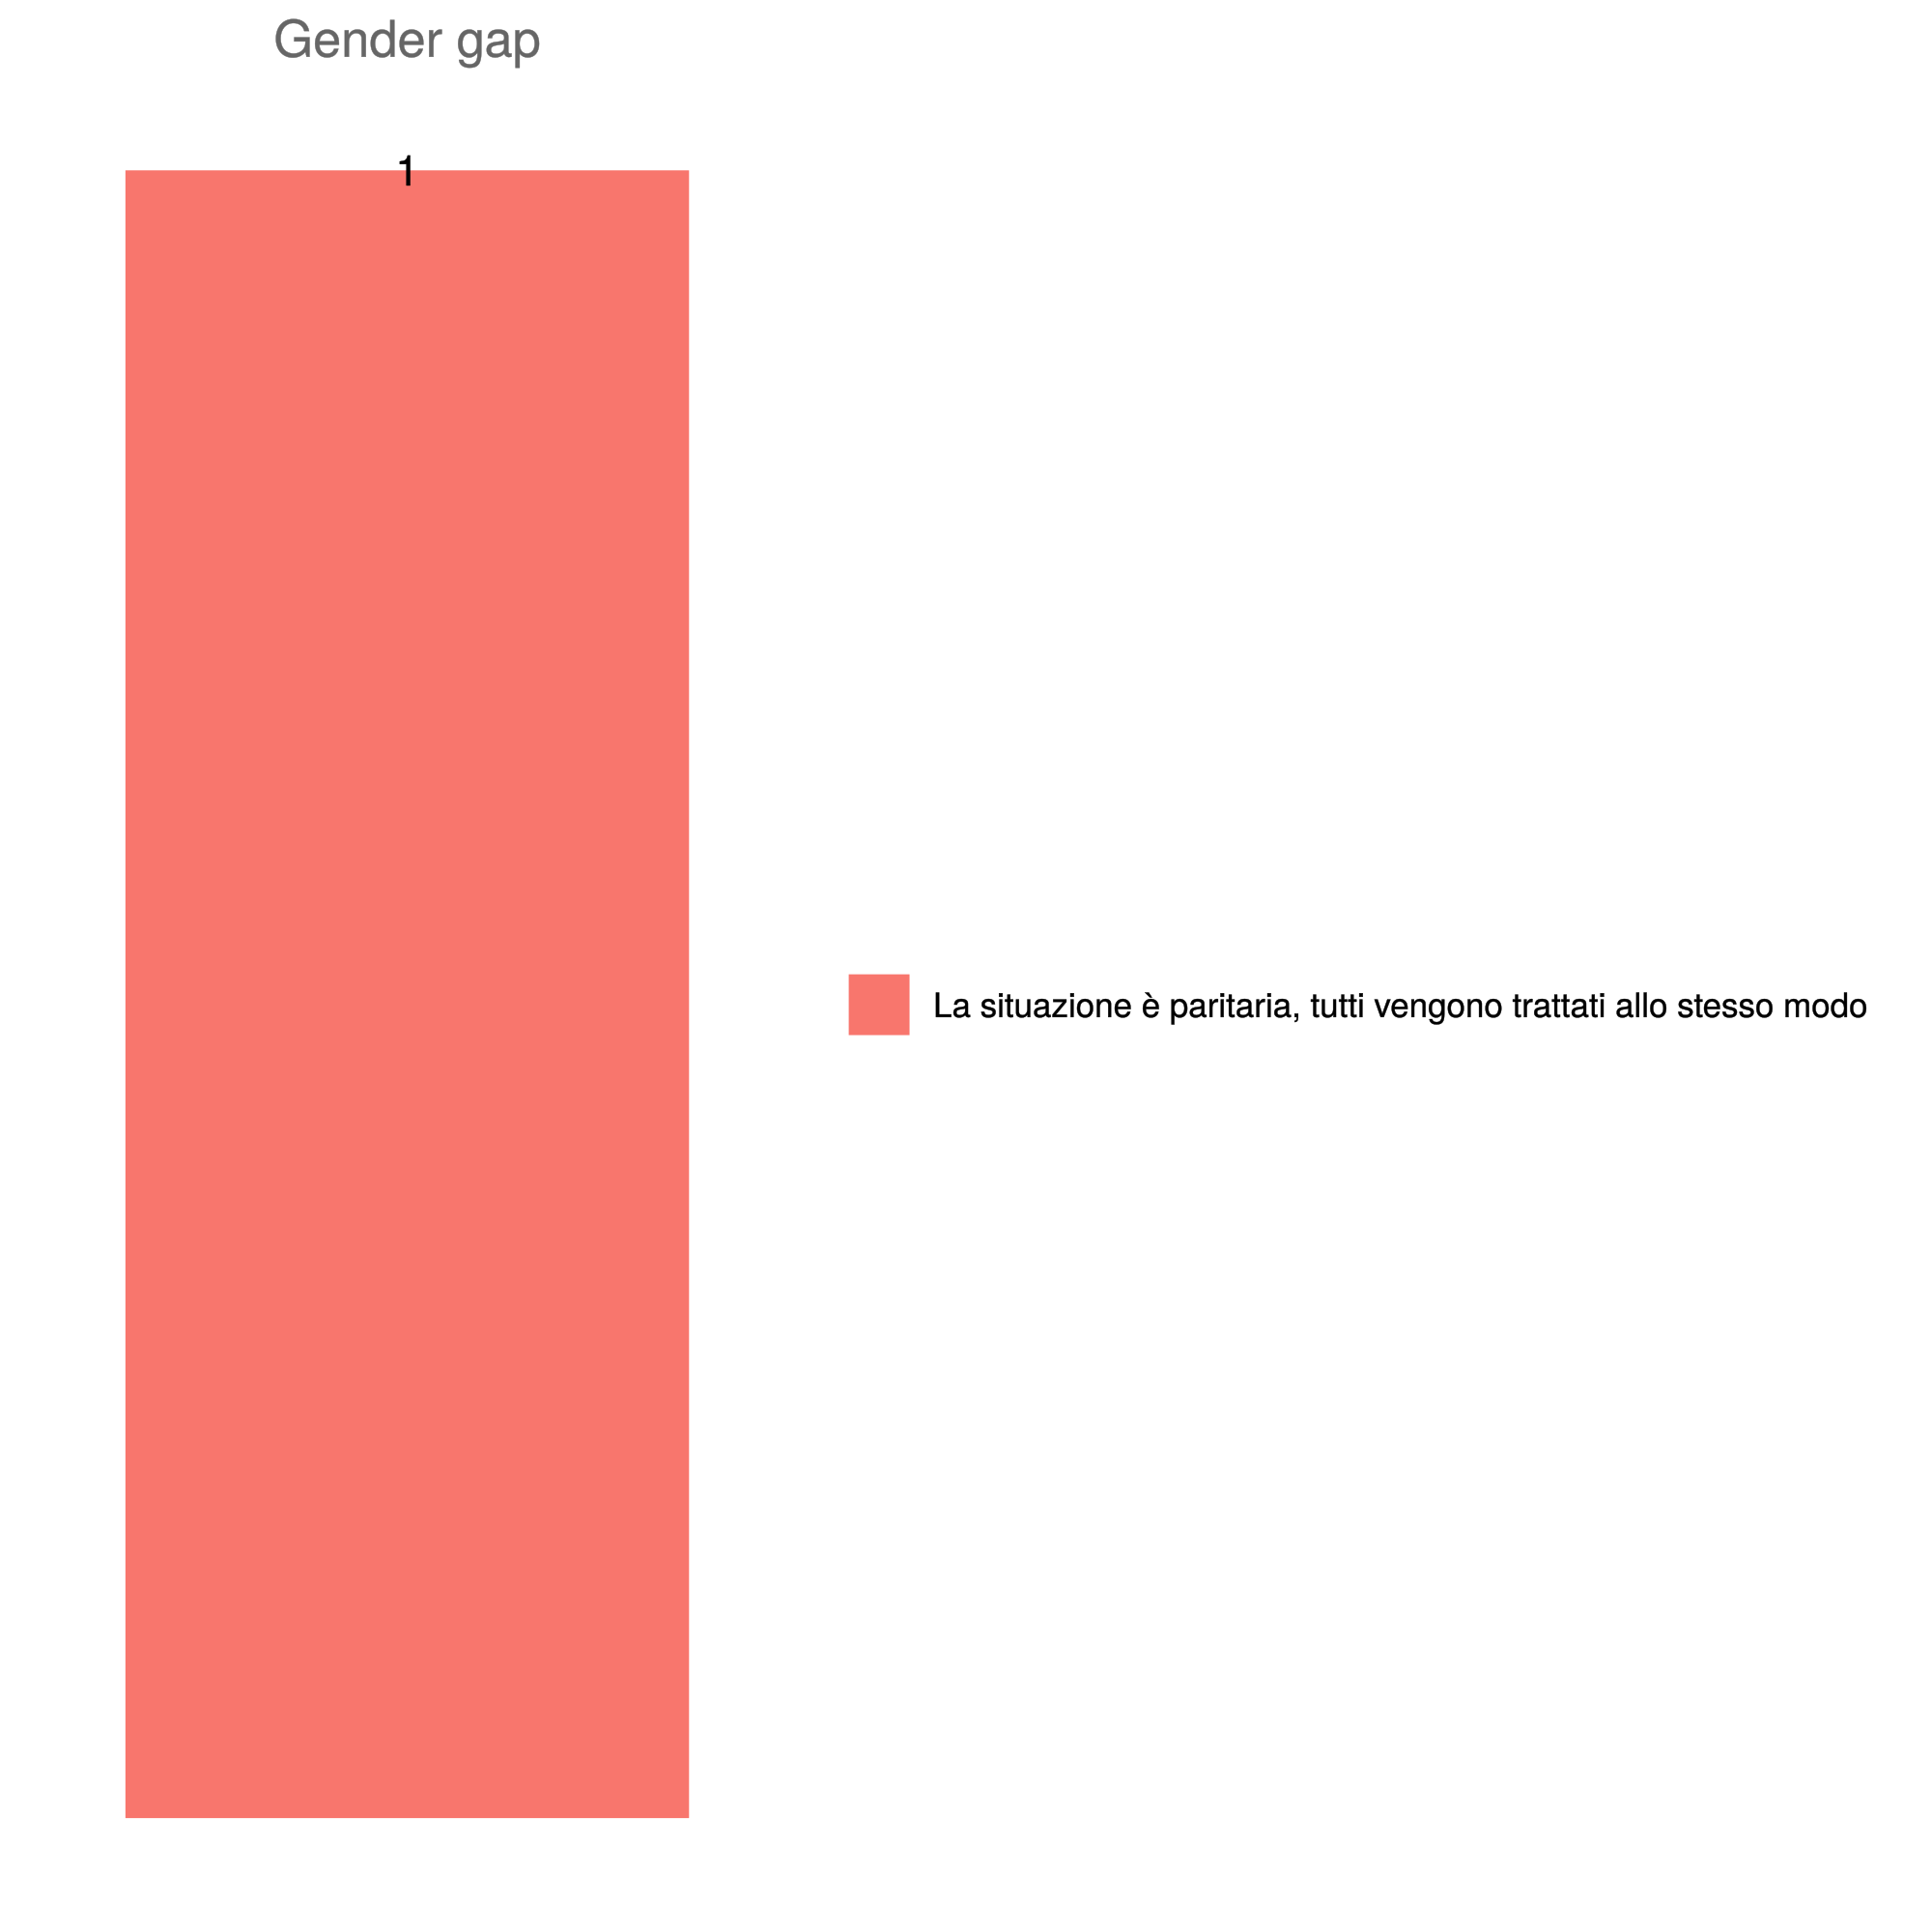 Gender gap
1
La situazione è paritaria, tutti vengono trattati allo stesso modo